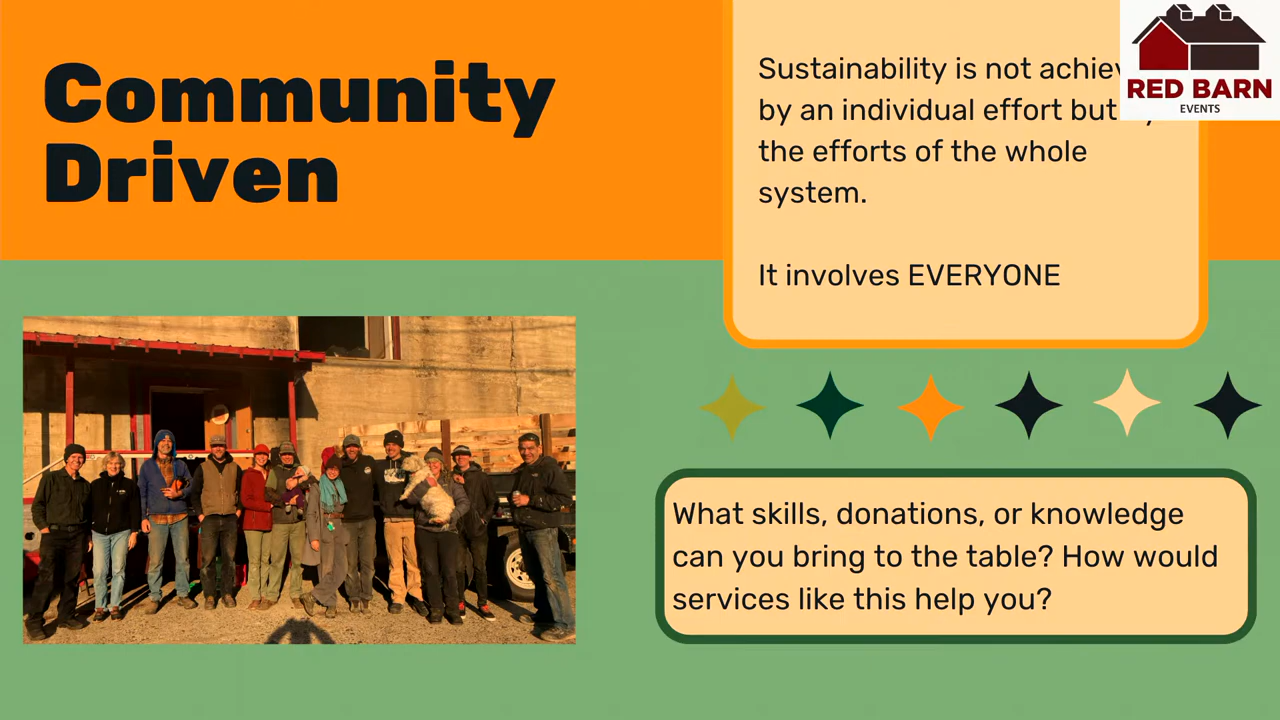 Community
Driven
Sustainability is not
by an individual effort but
the efforts of the whole
system.
It involves EVERYONE
RED BARN
EVENTS
What skills, donations, or knowledge
can you bring to the table? How would
services like this help you?